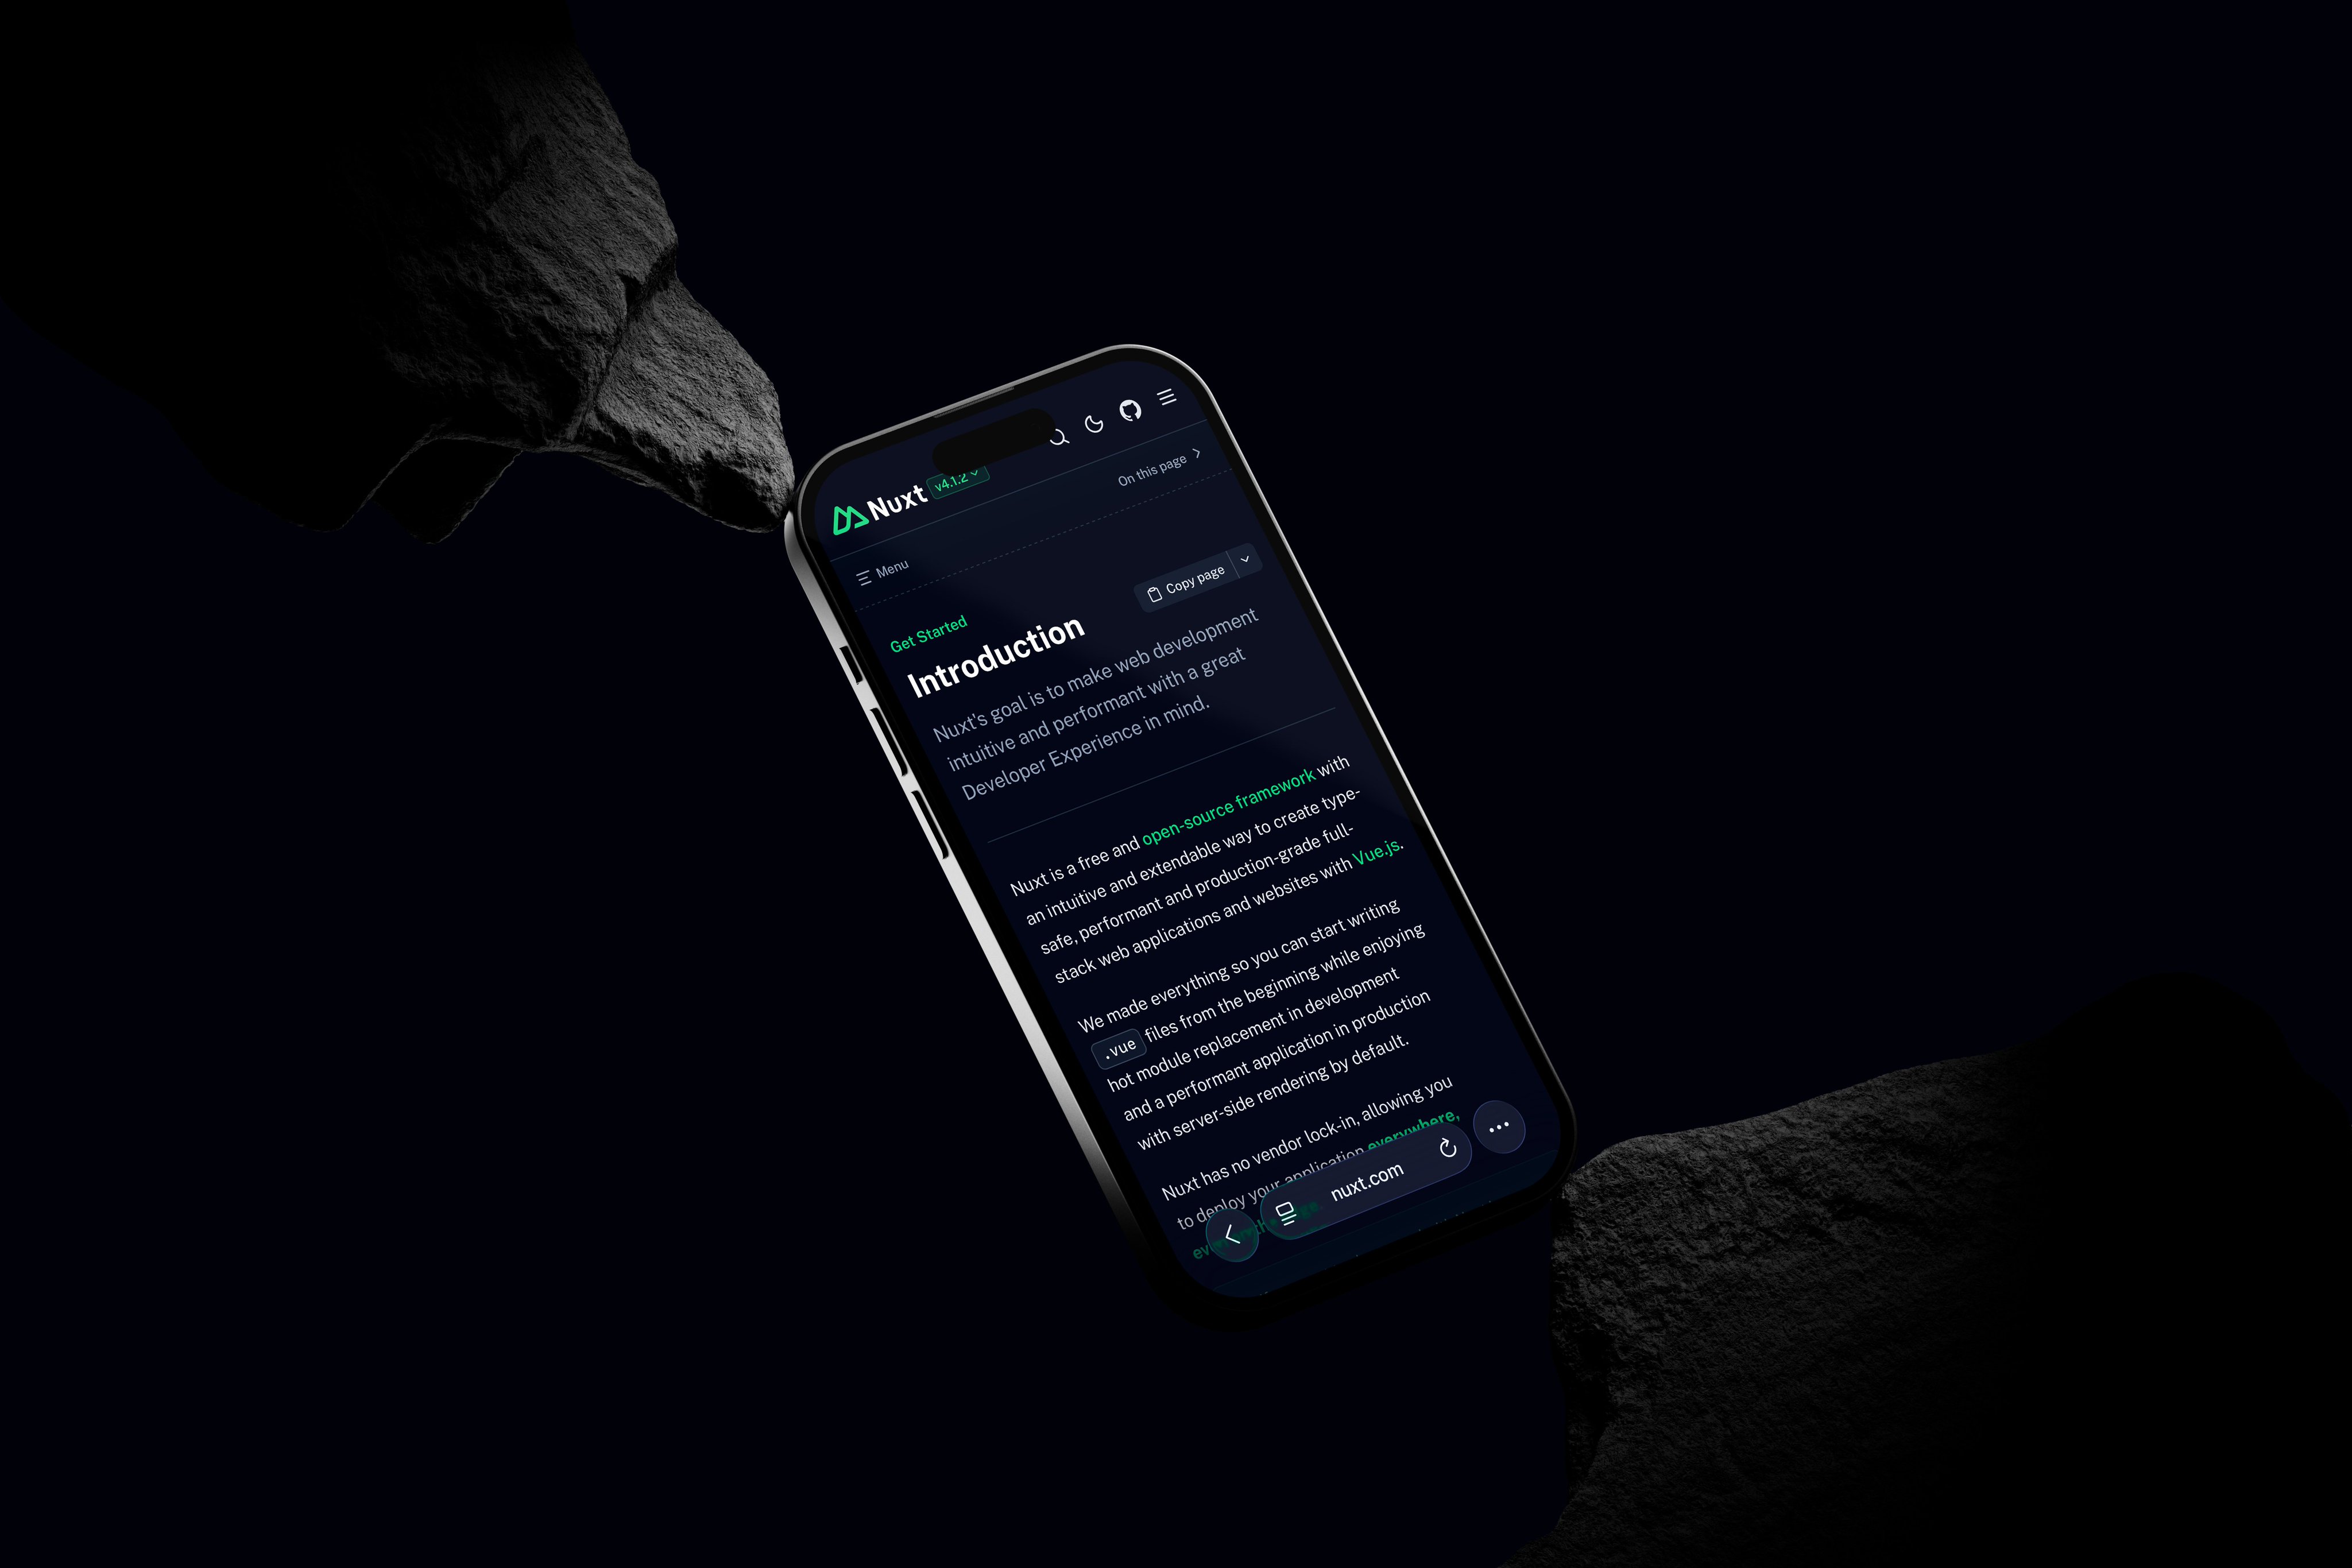 Nuxt v4.1.2
Menu
On this page
Get Started
Introduction
Copy page
Nuxt's goal is to make web development
intuitive and performant with a great
Developer Experience in mind.
Nuxt is a free and open-source framework with
an intuitive and extendable way to create type-
safe, performant and production-grade full-
stack web applications and websites with Vue.js.
We made everything so you can start writing
.vue files from the beginning while enjoying
hot module replacement in development
and a performant application in production
with server-side rendering by default.
Nuxt has no vendor lock-in, allowing you
to deploy your application everywhere,
nuxt.com